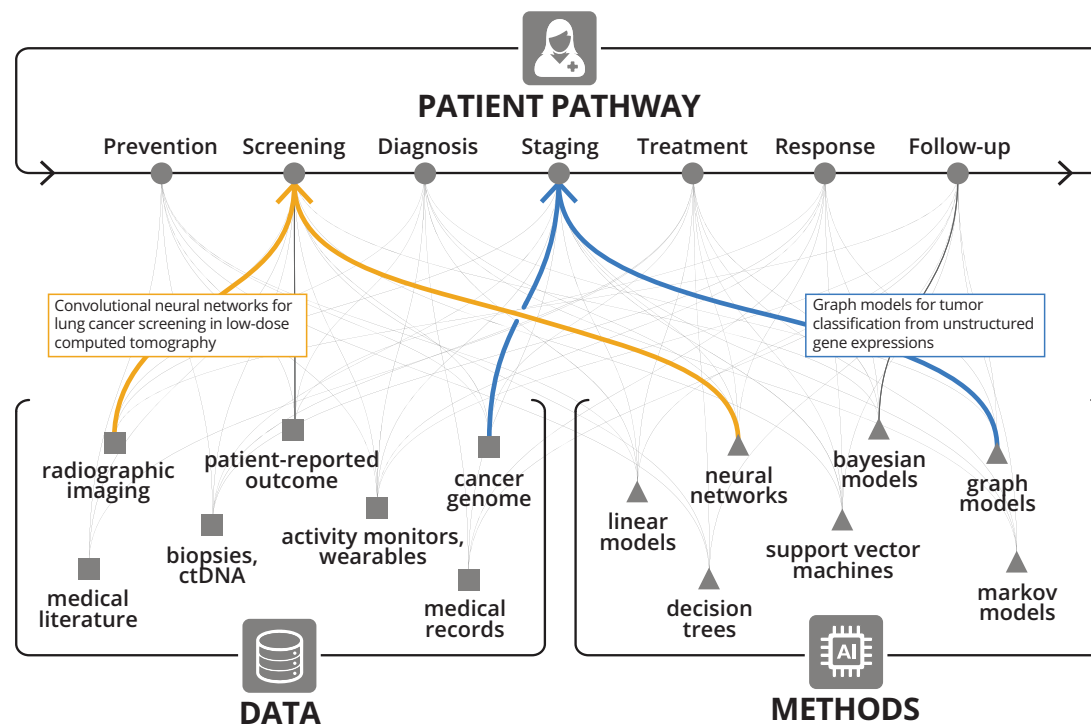 PATIENT PATHWAY
Prevention
Screening
Diagnosis
Staging
Treatment
Response
Follow-up
Convolutional neural networks for
lung cancer screening in low-dose
computed tomography
Graph models for tumor
classification from unstructured
gene expressions
radiographic
imaging
patient-reported
outcome
cancer
genome
biopsies,
ctDNA
activity monitors,
wearables
medical
literature
medical
records
DATA
neural
networks
bayesian
models
graph
models
linear
models
support vector
machines
decision
trees
markov
models
AI
METHODS